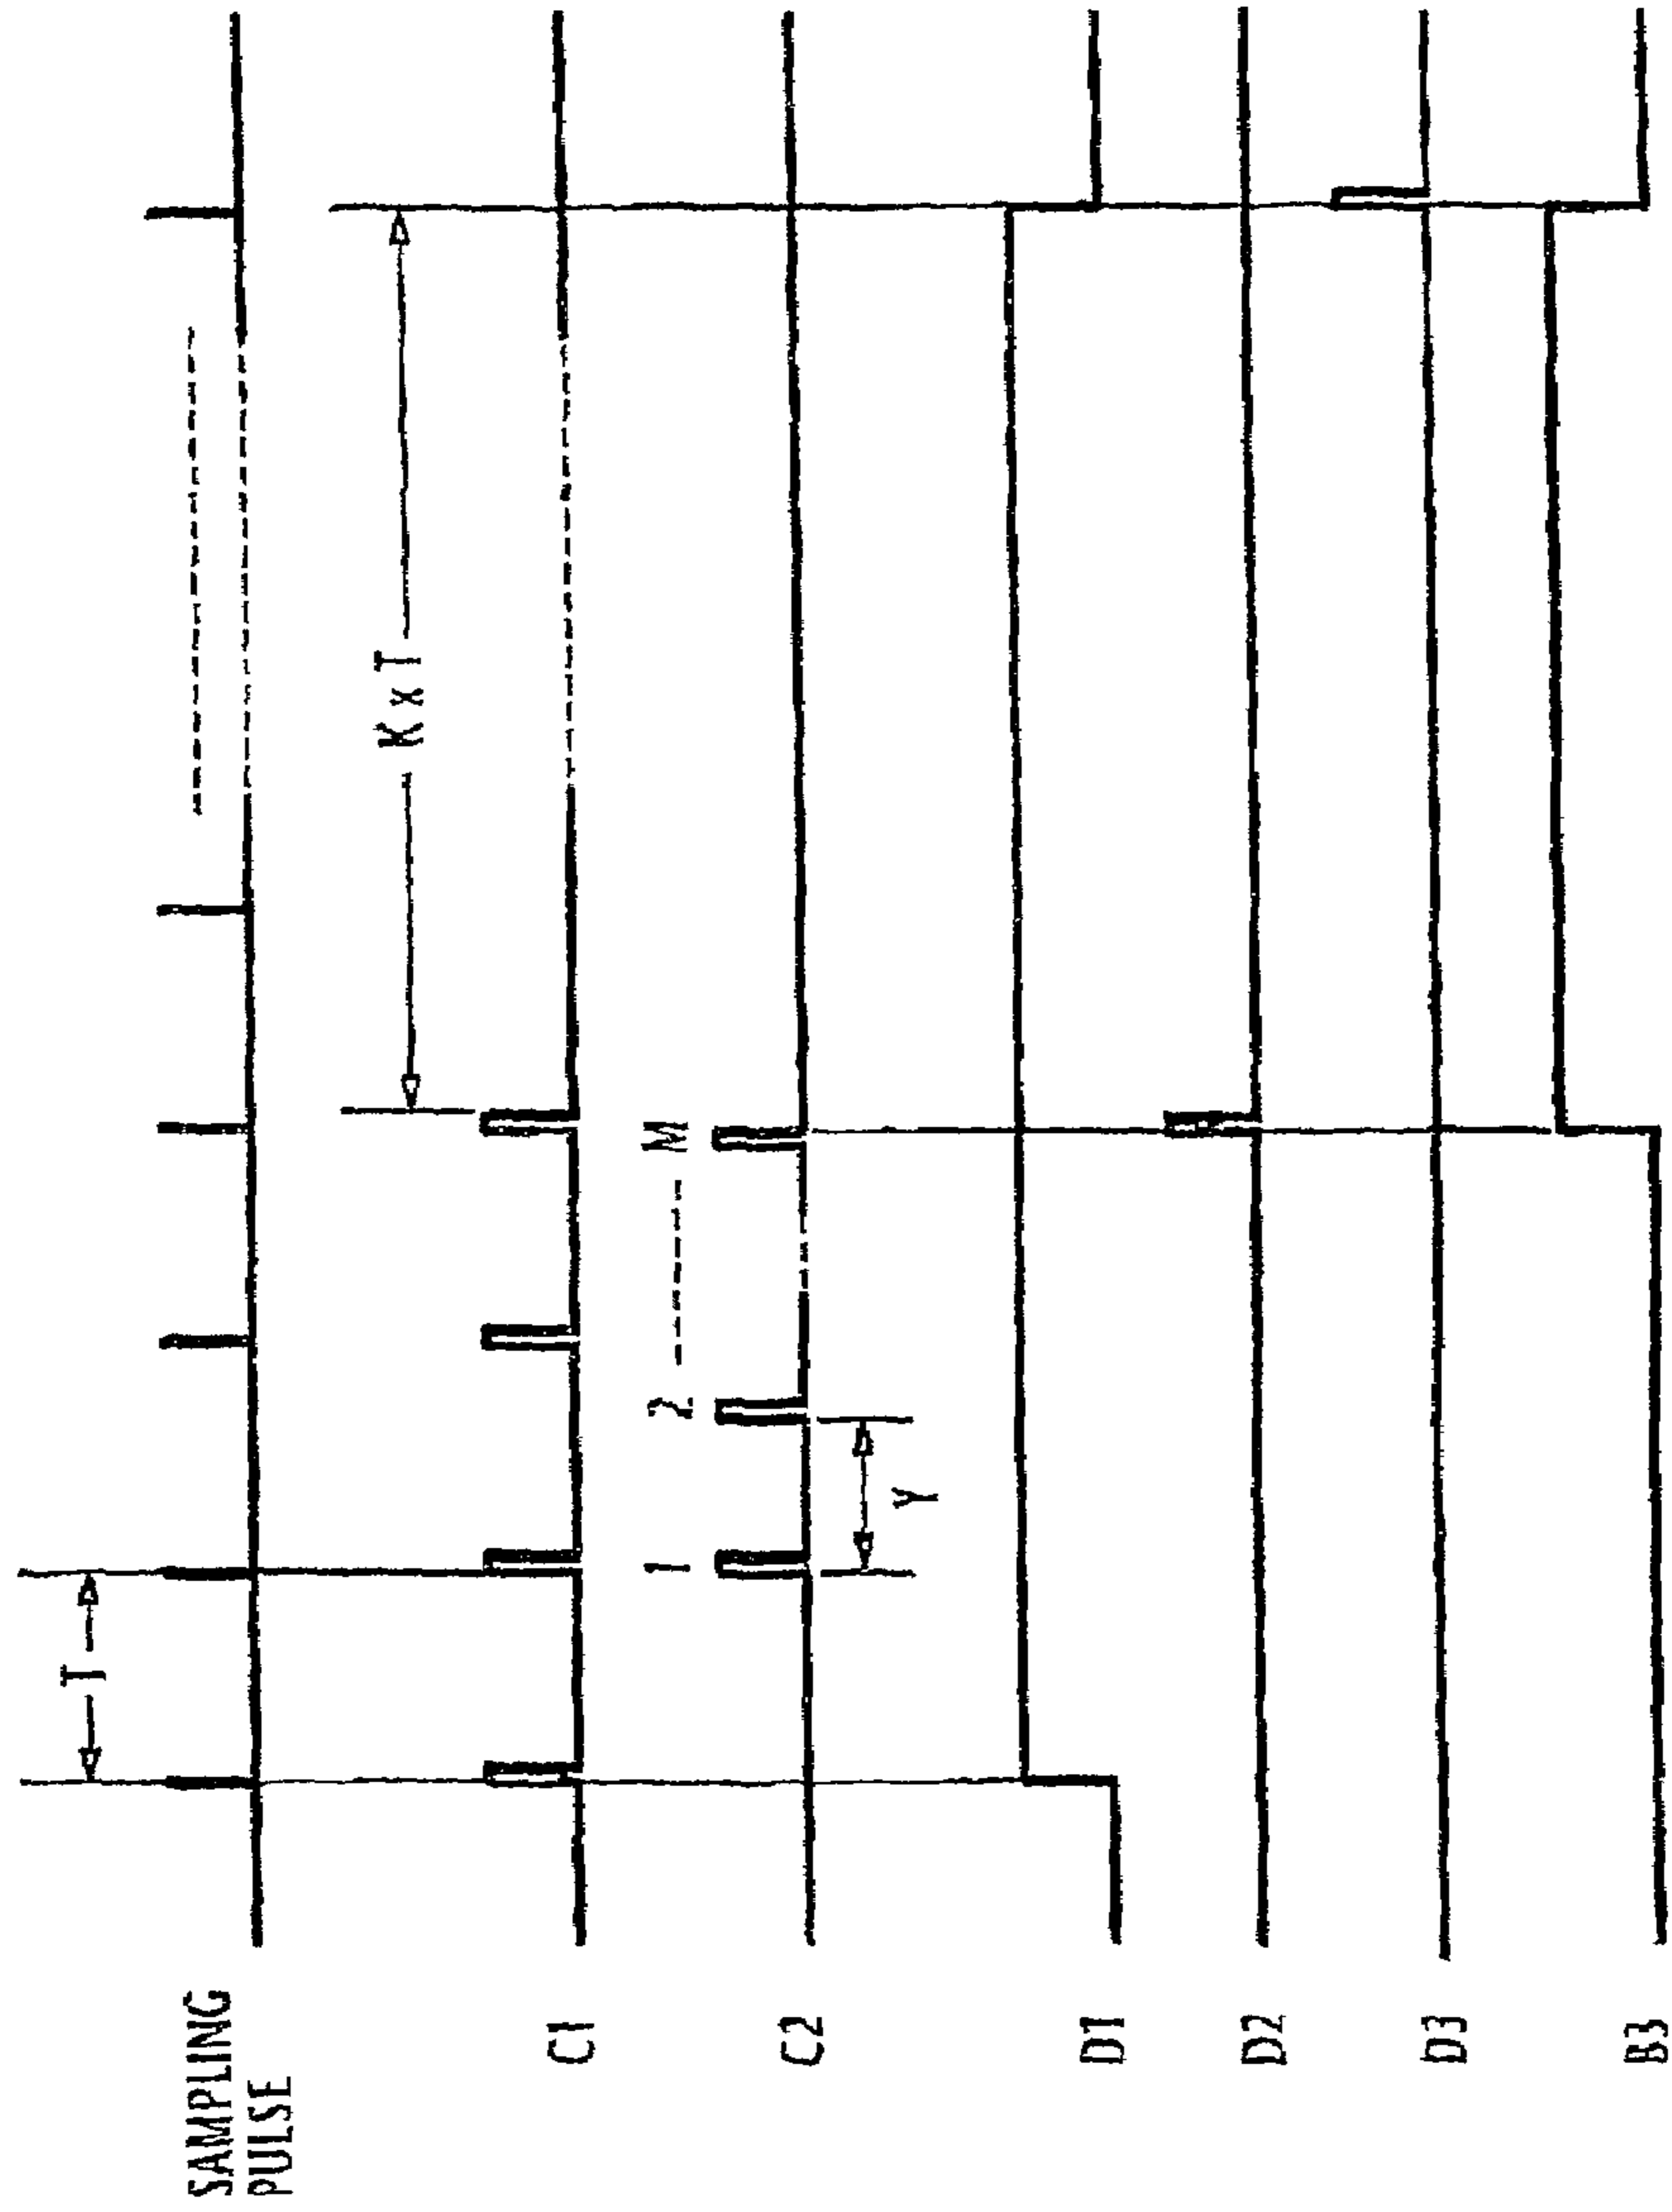 T
SAMPLING
PULSE
K x T
C1
1 2 M
C2
Y
D1
D2
D3
B3